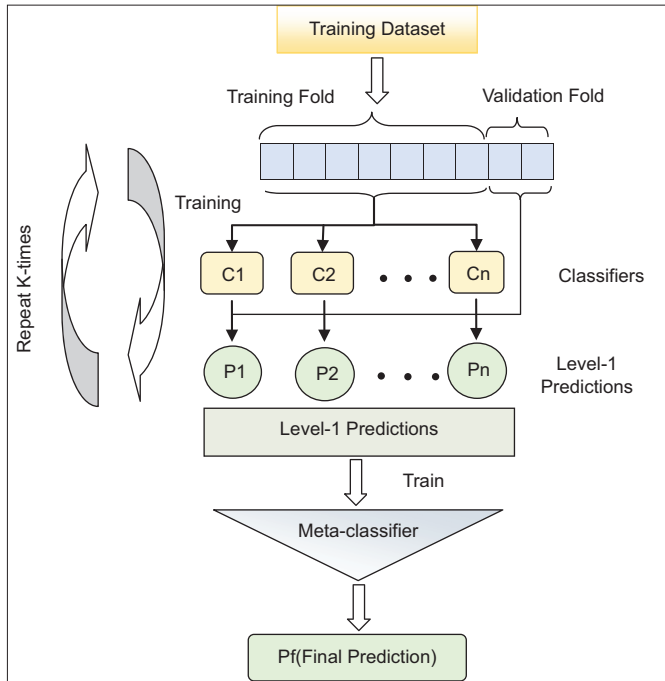 Training Dataset
Training Fold
Validation Fold
Training
Repeat K-times
C1
C2
Cn
Classifiers
P1
P2
Pn
Level-1
Predictions
Level-1 Predictions
Train
Meta-classifier
Pf(Final Prediction)